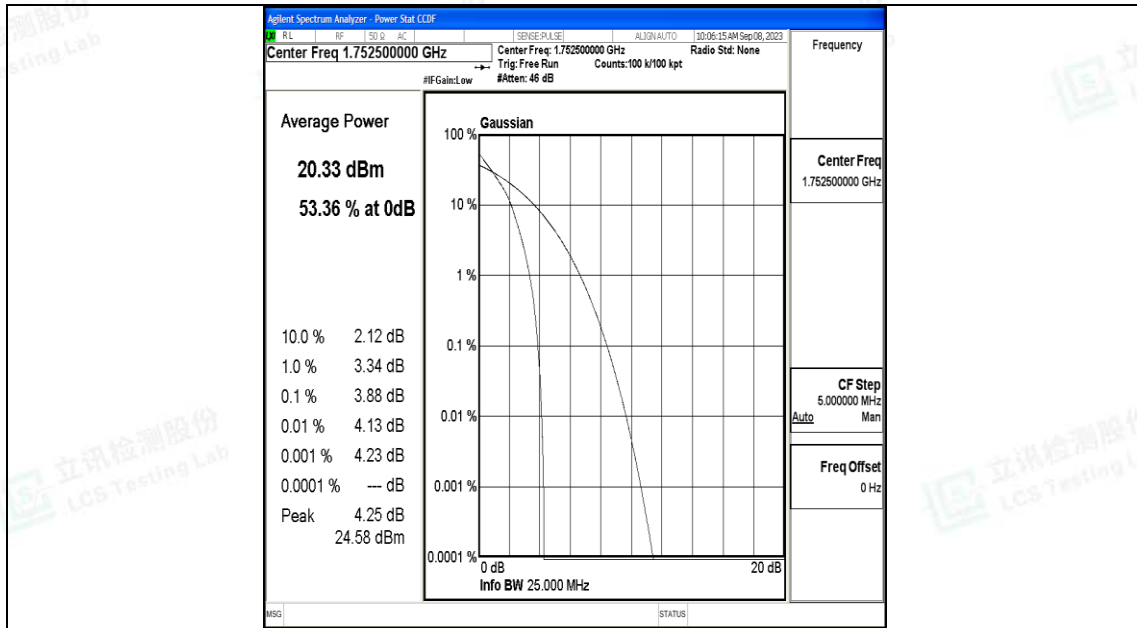 Agilent Spectrum Analyzer - Power Stat CCDF
LXI RL RF 50 Ω AC SENSE:PULSE ALIGN AUTO 10:06:15 AM Sep 08, 2023
Center Freq 1.752500000 GHz
Center Freq: 1.752500000 GHz Radio Std: None
Trig: Free Run Counts:100 k/100 kpt
#IFGain:Low #Atten: 46 dB
Frequency
Average Power
20.33 dBm
53.36 % at 0dB
10.0 % 2.12 dB
1.0 % 3.34 dB
0.1 % 3.88 dB
0.01 % 4.13 dB
0.001 % 4.23 dB
0.0001 % --- dB
Peak 4.25 dB
24.58 dBm
Gaussian
100 %
10 %
1 %
0.1 %
0.01 %
0.001 %
0.0001 %
0 dB 20 dB
Info BW 25.000 MHz
Center Freq
1.752500000 GHz
CF Step
5.000000 MHz
Auto Man
Freq Offset
0 Hz
MSG STATUS
立讯检测股份
LCS Testing Lab
立讯检测股份
LCS Testing L